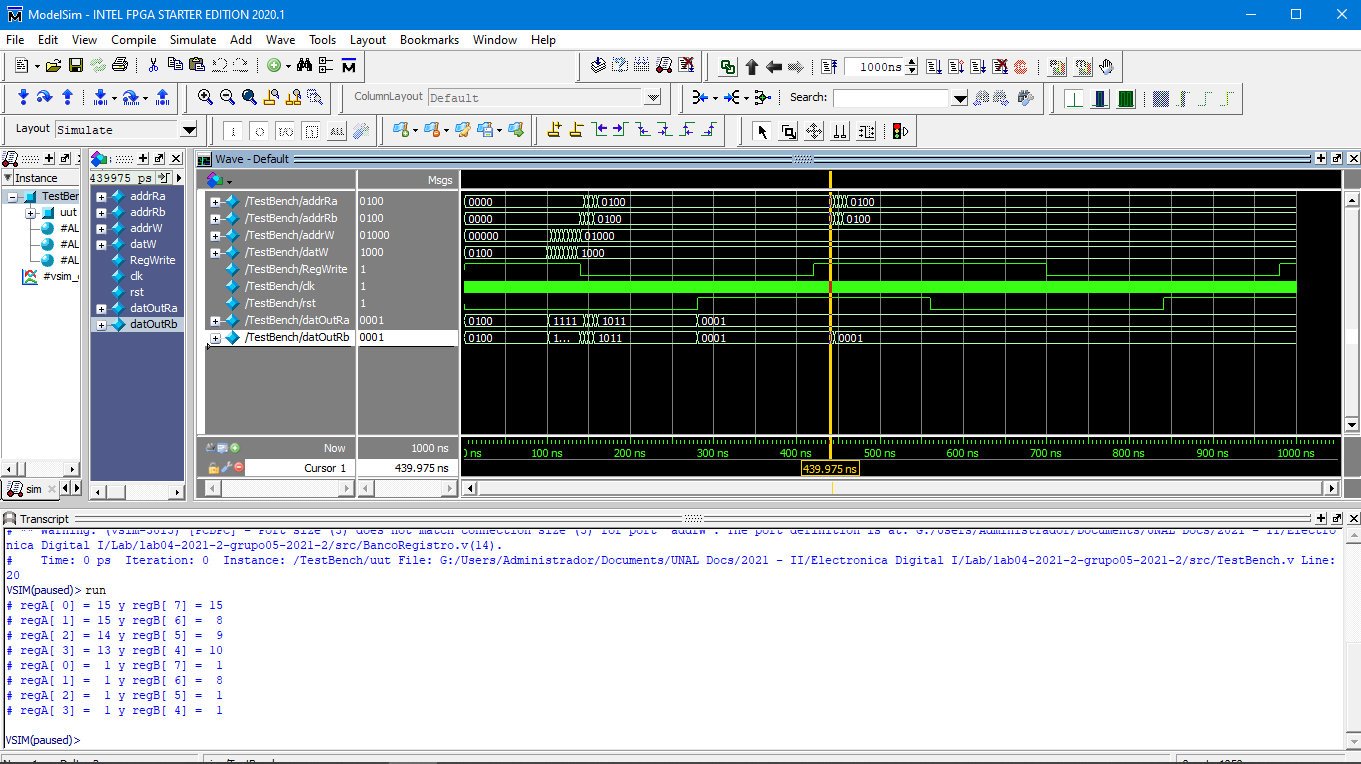 ModelSim - INTEL FPGA STARTER EDITION 2020.1
File Edit View Compile Simulate Add Wave Tools Layout Bookmarks Window Help
1000 ns
ColumnLayout Default
Search:
Layout Simulate
ALL
Instance
TestBenc
uut
#AL
#AL
#AL
#vsim_c
sim
439975 ps
addrRa
addrRb
addrW
datW
RegWrite
clk
rst
datOutRa
datOutRb
Wave - Default
Msgs
/TestBench/addrRa 0100 0000 0100 0100
/TestBench/addrRb 0100 0000 0100 0100
/TestBench/addrW 01000 00000 01000
/TestBench/datW 1000 0100 1000
/TestBench/RegWrite 1
/TestBench/clk 1
/TestBench/rst 1
/TestBench/datOutRa 0001 0100 1111 1011 0001
/TestBench/datOutRb 0001 0100 1... 1011 0001 0001
Now 1000 ns
ns 100 ns 200 ns 300 ns 400 ns 500 ns 600 ns 700 ns 800 ns 900 ns 1000 ns
Cursor 1 439.975 ns 439.975 ns
Transcript
# ** Warning: (vsim-3015) [PCDPC] - Port size (3) does not match connection size (5) for port 'addrW'. The port definition is at: G:/Users/Administrador/Documents/UNAL Docs/2021 - II/Electro
nica Digital I/Lab/lab04-2021-2-grupo05-2021-2/src/BancoRegistro.v(14).
# Time: 0 ps Iteration: 0 Instance: /TestBench/uut File: G:/Users/Administrador/Documents/UNAL Docs/2021 - II/Electronica Digital I/Lab/lab04-2021-2-grupo05-2021-2/src/TestBench.v Line:
20
VSIM(paused)> run
# regA[ 0] = 15 y regB[ 7] = 15
# regA[ 1] = 15 y regB[ 6] = 8
# regA[ 2] = 14 y regB[ 5] = 9
# regA[ 3] = 13 y regB[ 4] = 10
# regA[ 0] = 1 y regB[ 7] = 1
# regA[ 1] = 1 y regB[ 6] = 8
# regA[ 2] = 1 y regB[ 5] = 1
# regA[ 3] = 1 y regB[ 4] = 1
VSIM(paused)>